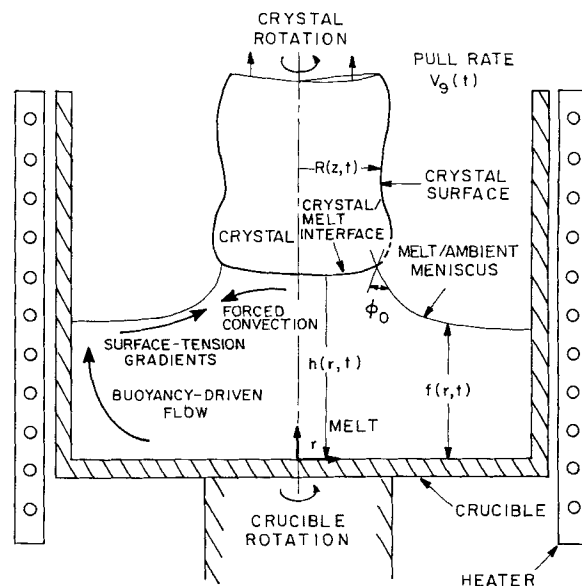 CRYSTAL
ROTATION
PULL RATE
V_g(t)
R(z,t)
CRYSTAL
SURFACE
CRYSTAL/
MELT
INTERFACE
CRYSTAL
MELT/AMBIENT
MENISCUS
ϕ_0
FORCED
CONVECTION
SURFACE-TENSION
GRADIENTS
h(r,t)
f(r,t)
BUOYANCY-DRIVEN
FLOW
MELT
r
CRUCIBLE
CRUCIBLE
ROTATION
HEATER